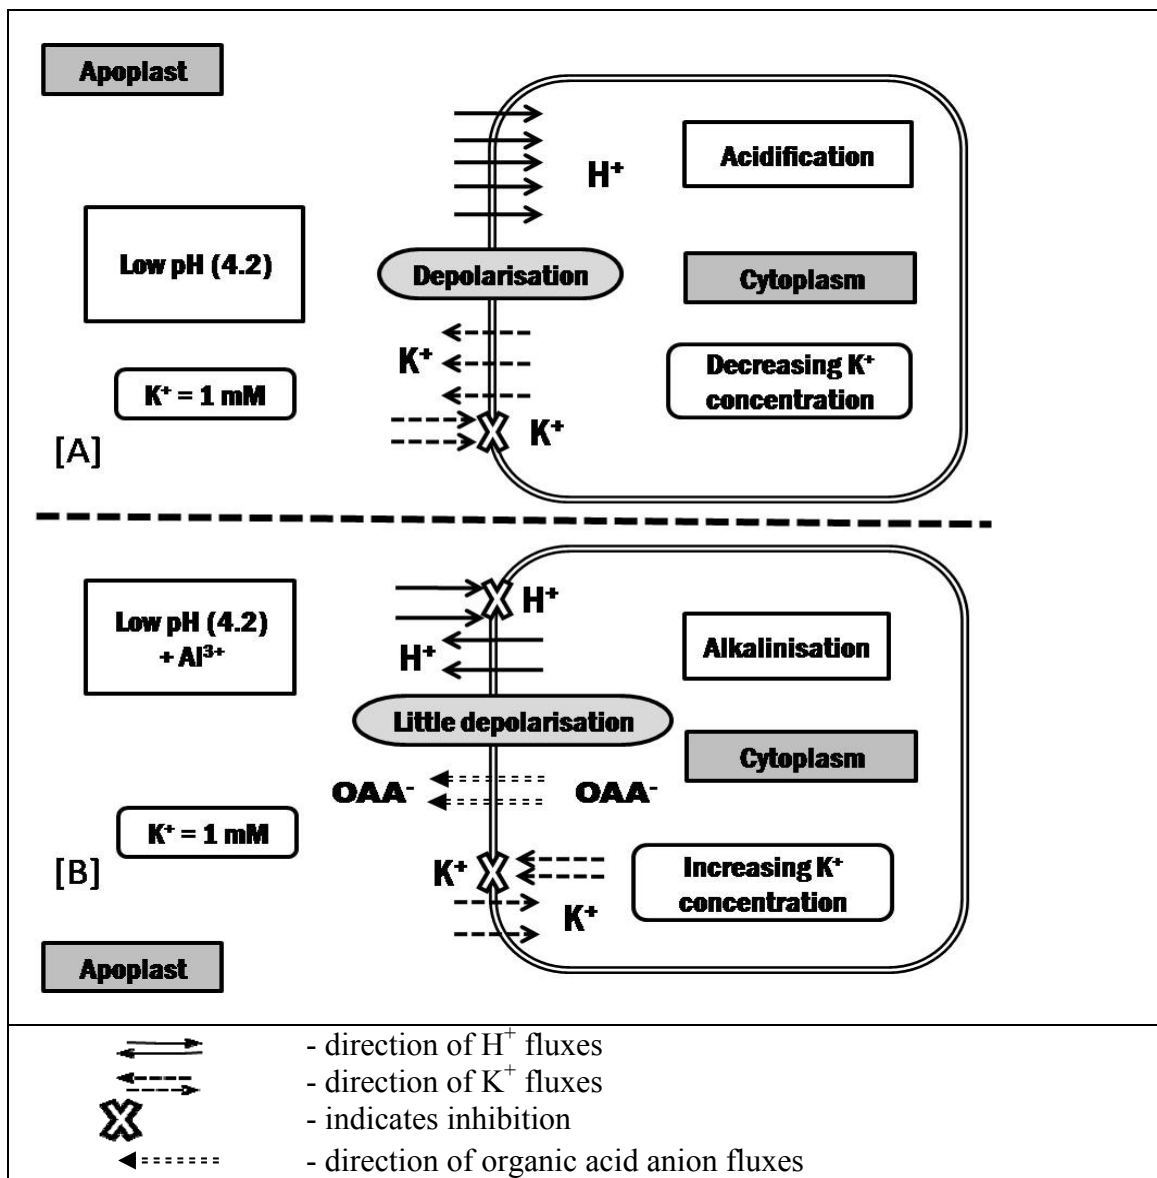 Apoplast
H⁺
Acidification
Low pH (4.2)
Depolarisation
Cytoplasm
K⁺
Decreasing K⁺
concentration
K⁺ = 1 mM
K⁺
[A]
Low pH (4.2)
+ Al³⁺
H⁺
H⁺
Alkalinisation
Little depolarisation
Cytoplasm
OAA⁻
OAA⁻
K⁺ = 1 mM
[B]
K⁺
Increasing K⁺
concentration
K⁺
Apoplast
- direction of H⁺ fluxes
- direction of K⁺ fluxes
- indicates inhibition
- direction of organic acid anion fluxes